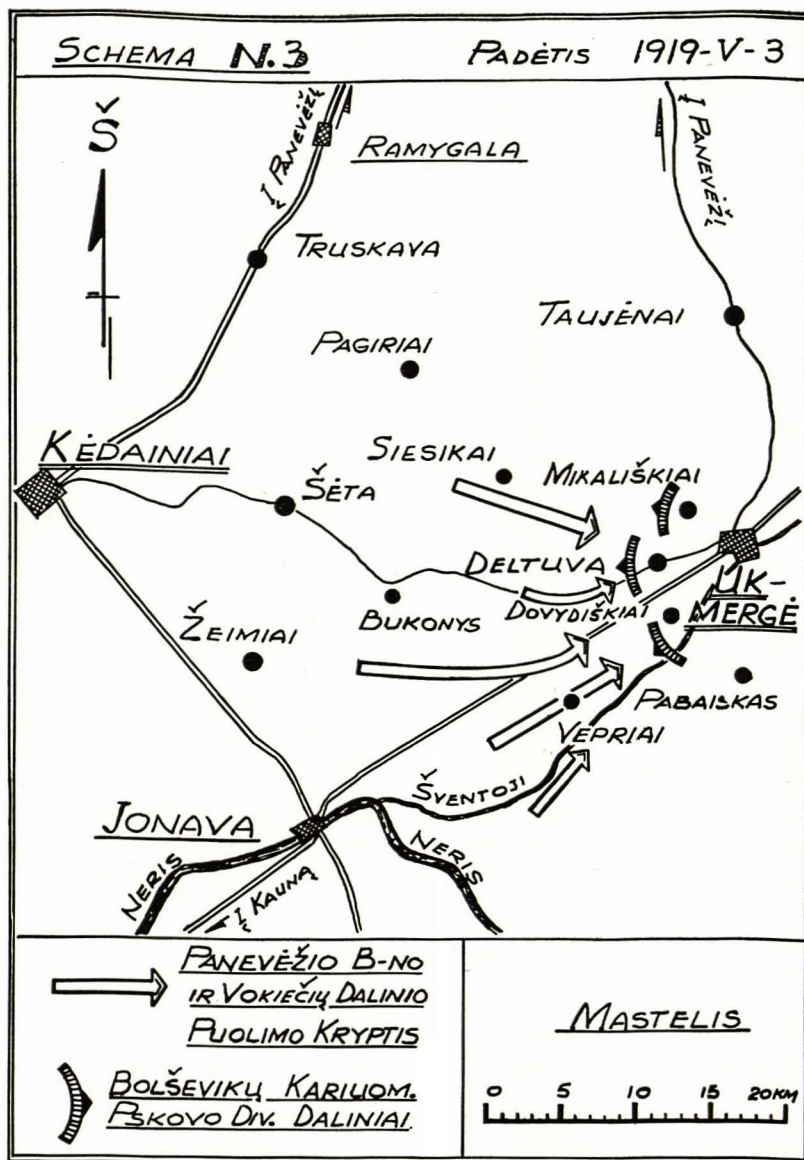 SCHEMA N.3
PADĖTIS 1919-V-3
Š
Į PANEVĖŽĮ
RAMYGALA
Į PANEVĖŽĮ
TRUSKAVA
TAUJĖNAI
PAGIRIAI
KĖDAINIAI
SIESIKAI
MIKALIŠKIAI
ŠĖTA
DELTUVA
UK-
MERGĖ
BUKONYS
DOVYDIŠKIAI
ŽEIMIAI
PABAISKAS
VEPRIAI
ŠVENTOJI
JONAVA
NERIS
NERIS
Į KAUNĄ
PANEVĖŽIO B-NO
IR VOKIEČIŲ DALINIO
PUOLIMO KRYPTIS
BOLŠEVIKŲ KARIUOM.
PSKOVO DIV. DALINIAI.
MASTELIS
0 5 10 15 20 KM